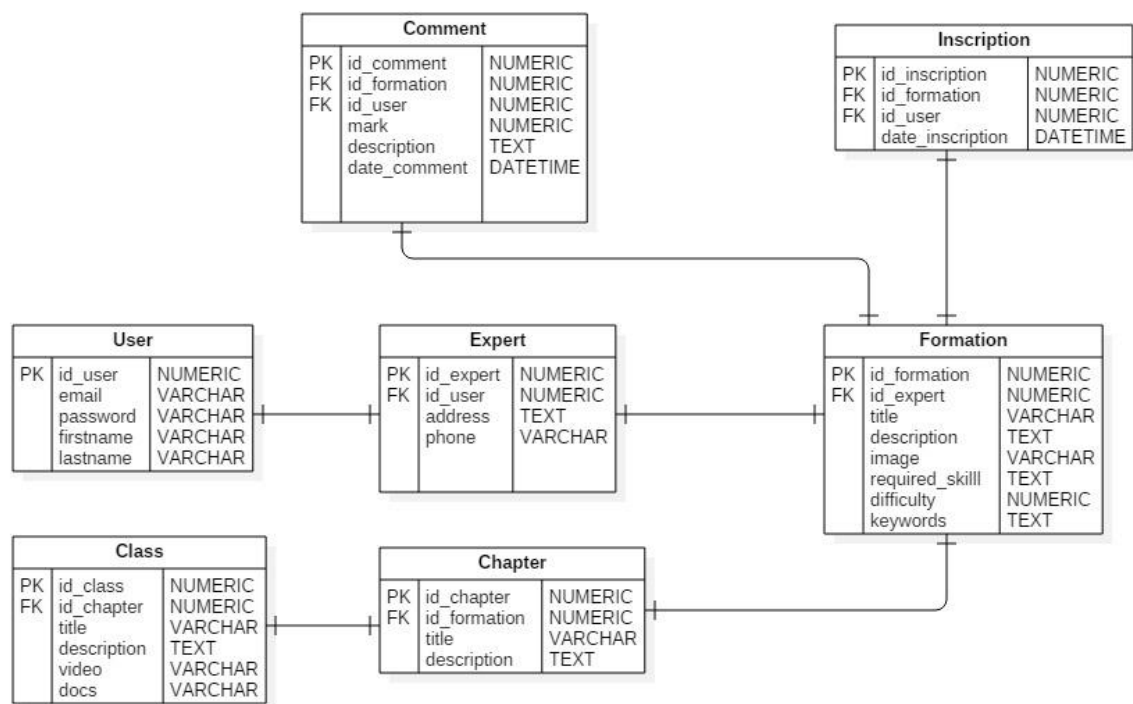 Comment
PK id_comment NUMERIC
FK id_formation NUMERIC
FK id_user NUMERIC
mark NUMERIC
description TEXT
date_comment DATETIME
Inscription
PK id_inscription NUMERIC
FK id_formation NUMERIC
FK id_user NUMERIC
date_inscription DATETIME
User
PK id_user NUMERIC
email VARCHAR
password VARCHAR
firstname VARCHAR
lastname VARCHAR
Expert
PK id_expert NUMERIC
FK id_user NUMERIC
address TEXT
phone VARCHAR
Formation
PK id_formation NUMERIC
FK id_expert NUMERIC
title VARCHAR
description TEXT
image VARCHAR
required_skilll TEXT
difficulty NUMERIC
keywords TEXT
Class
PK id_class NUMERIC
FK id_chapter NUMERIC
title VARCHAR
description TEXT
video VARCHAR
docs VARCHAR
Chapter
PK id_chapter NUMERIC
FK id_formation NUMERIC
title VARCHAR
description TEXT